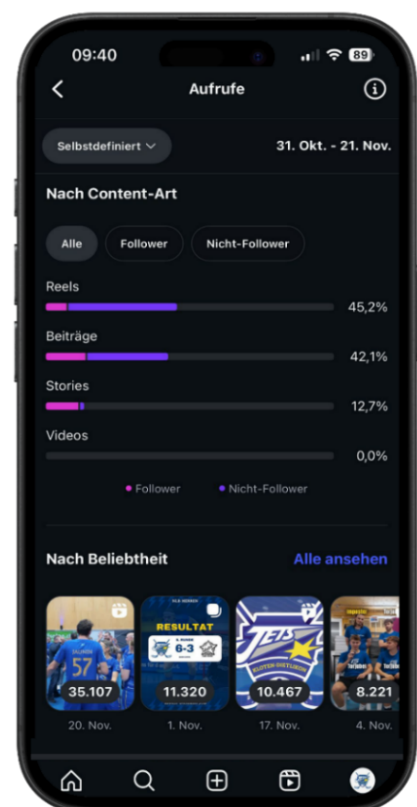 09:40
89
Aufrufe
Selbstdefiniert
31. Okt. - 21. Nov.
Nach Content-Art
Alle Follower Nicht-Follower
Reels
45,2%
Beiträge
42,1%
Stories
12,7%
Videos
0,0%
Follower Nicht-Follower
Nach Beliebtheit Alle ansehen
57
35.107
RESULTAT
6-3
11.320
JETS
KLOTEN-DIETLIKON
10.467
8.221
20. Nov. 1. Nov. 17. Nov. 4. Nov.